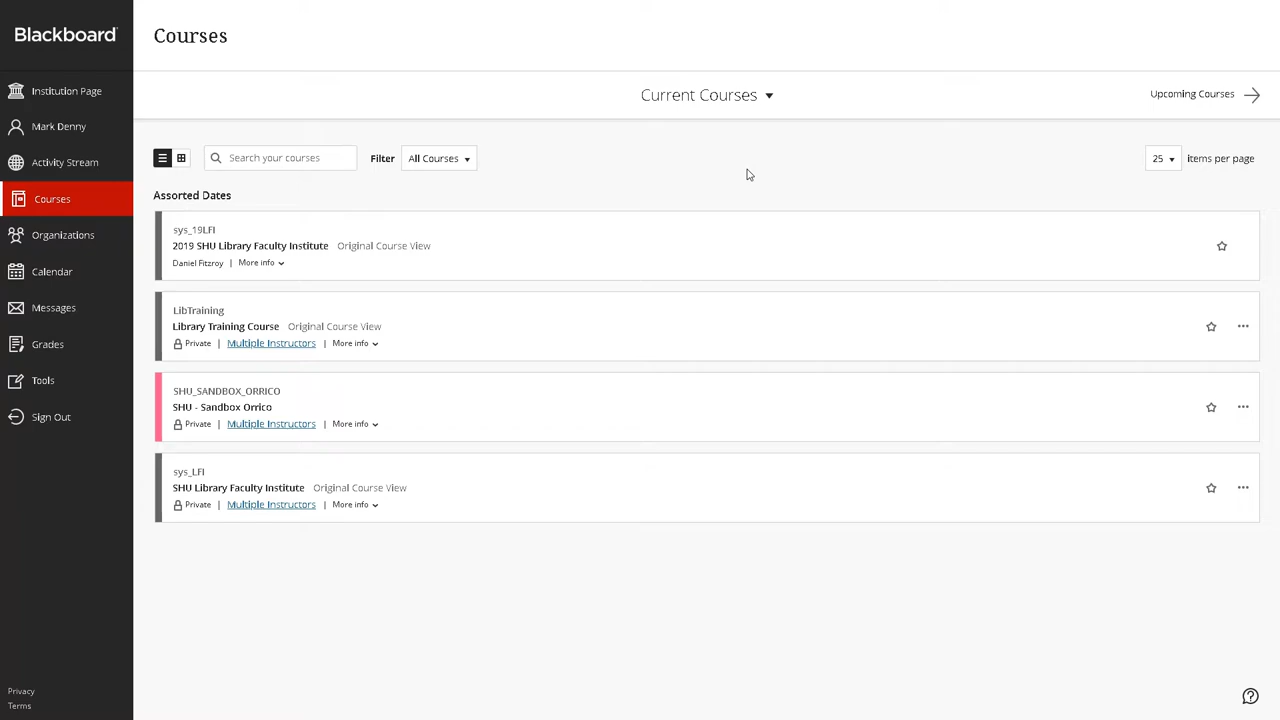 Blackboard
Institution Page
Mark Denny
Activity Stream
Courses
Organizations
Calendar
Messages
Grades
Tools
Sign Out
Privacy
Terms
Courses
Current Courses
Upcoming Courses
Search your courses
Filter
All Courses
25
items per page
Assorted Dates
sys_19LFI
2019 SHU Library Faculty Institute Original Course View
Daniel Fitzroy | More info
LibTraining
Library Training Course Original Course View
Private | Multiple Instructors | More info
SHU_SANDBOX_ORRICO
SHU - Sandbox Orrico
Private | Multiple Instructors | More info
sys_LFI
SHU Library Faculty Institute Original Course View
Private | Multiple Instructors | More info